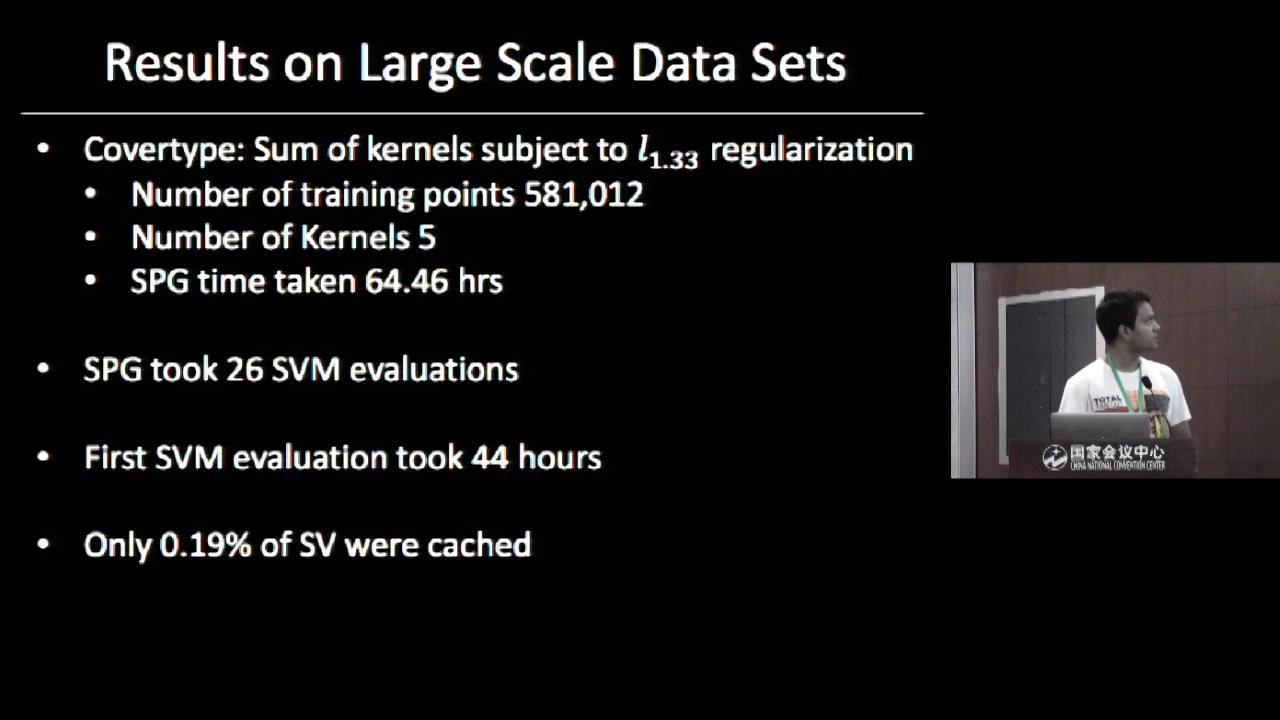 Results on Large Scale Data Sets
• Covertype: Sum of kernels subject to l1.33 regularization
• Number of training points 581,012
• Number of Kernels 5
• SPG time taken 64.46 hrs
• SPG took 26 SVM evaluations
• First SVM evaluation took 44 hours
• Only 0.19% of SV were cached
TOTAL
国家会议中心
CHINA NATIONAL CONVENTION CENTER